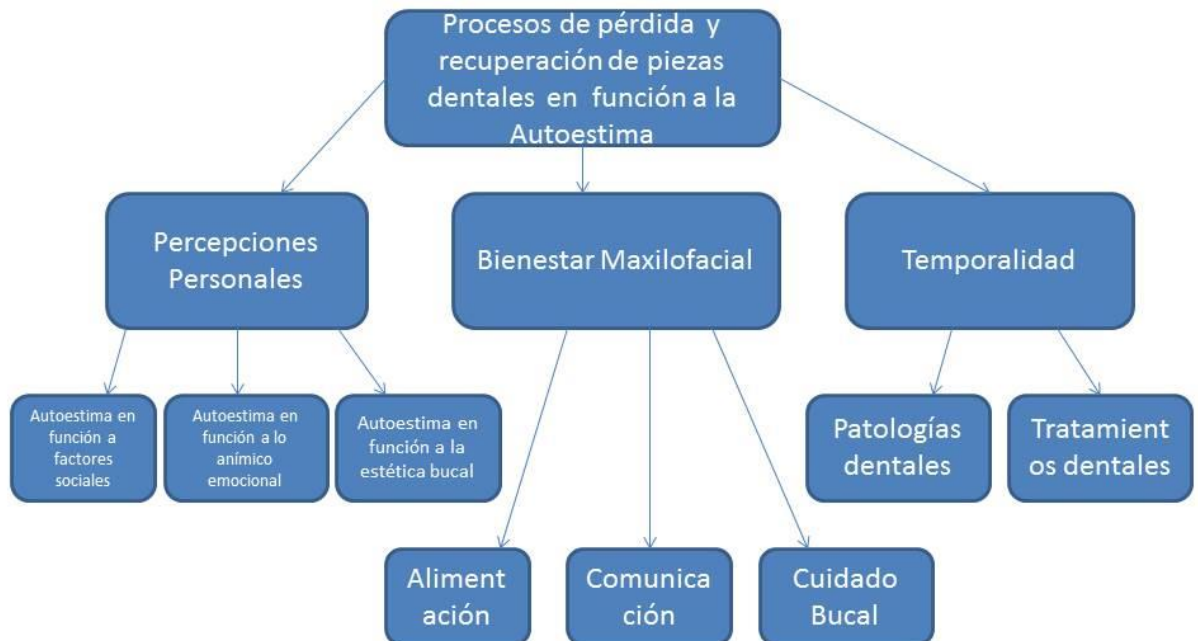 Procesos de pérdida y
recuperación de piezas
dentales en función a la
Autoestima
Percepciones
Personales
Bienestar Maxilofacial
Temporalidad
Autoestima en
función a
factores
sociales
Autoestima en
función a lo
anímico
emocional
Autoestima en
función a la
estética bucal
Patologías
dentales
Tratamient
os dentales
Aliment
ación
Comunica
ción
Cuidado
Bucal